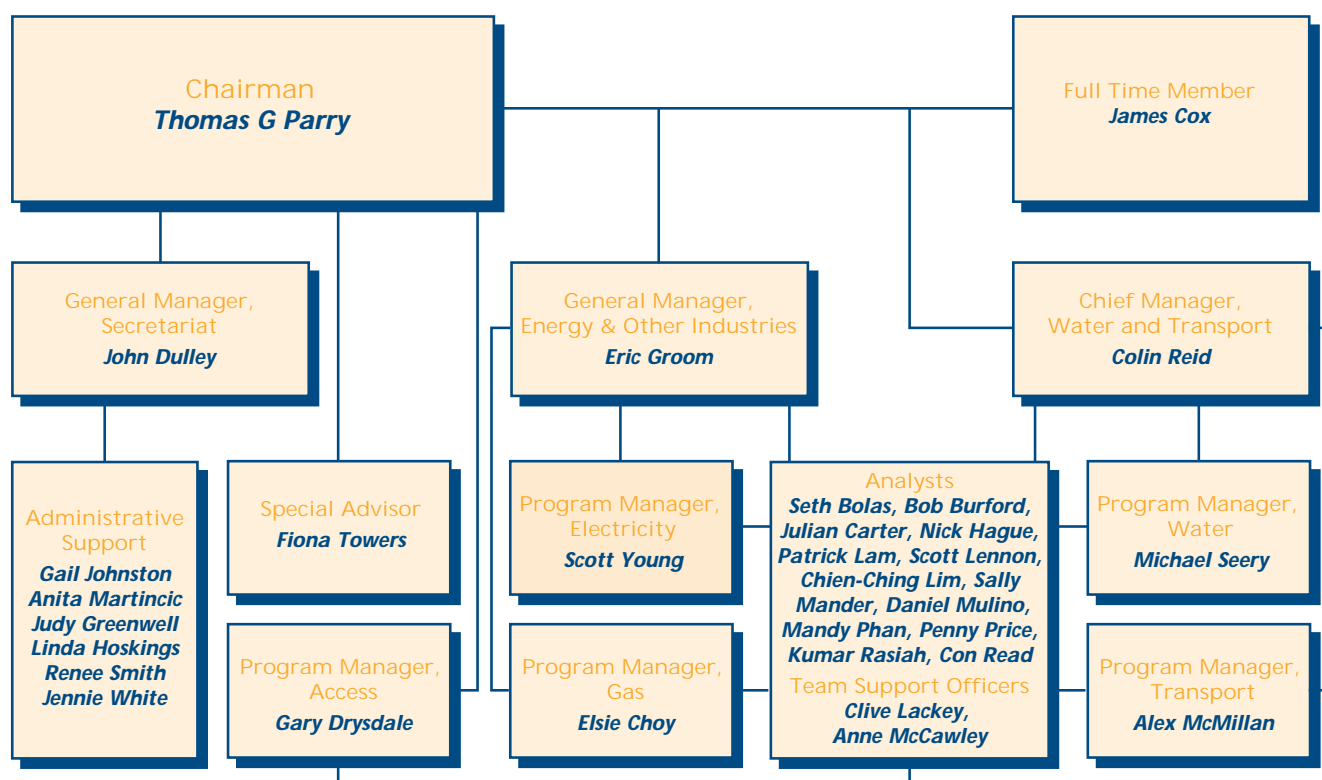 Chairman
Thomas G Parry
Full Time Member
James Cox
General Manager,
Secretariat
John Dulley
General Manager,
Energy & Other Industries
Eric Groom
Chief Manager,
Water and Transport
Colin Reid
Administrative
Support
Gail Johnston
Anita Martincic
Judy Greenwell
Linda Hoskings
Renee Smith
Jennie White
Special Advisor
Fiona Towers
Program Manager,
Electricity
Scott Young
Analysts
Seth Bolas, Bob Burford,
Julian Carter, Nick Hague,
Patrick Lam, Scott Lennon,
Chien-Ching Lim, Sally
Mander, Daniel Mulino,
Mandy Phan, Penny Price,
Kumar Rasiah, Con Read
Team Support Officers
Clive Lackey,
Anne McCawley
Program Manager,
Water
Michael Seery
Program Manager,
Access
Gary Drysdale
Program Manager,
Gas
Elsie Choy
Program Manager,
Transport
Alex McMillan